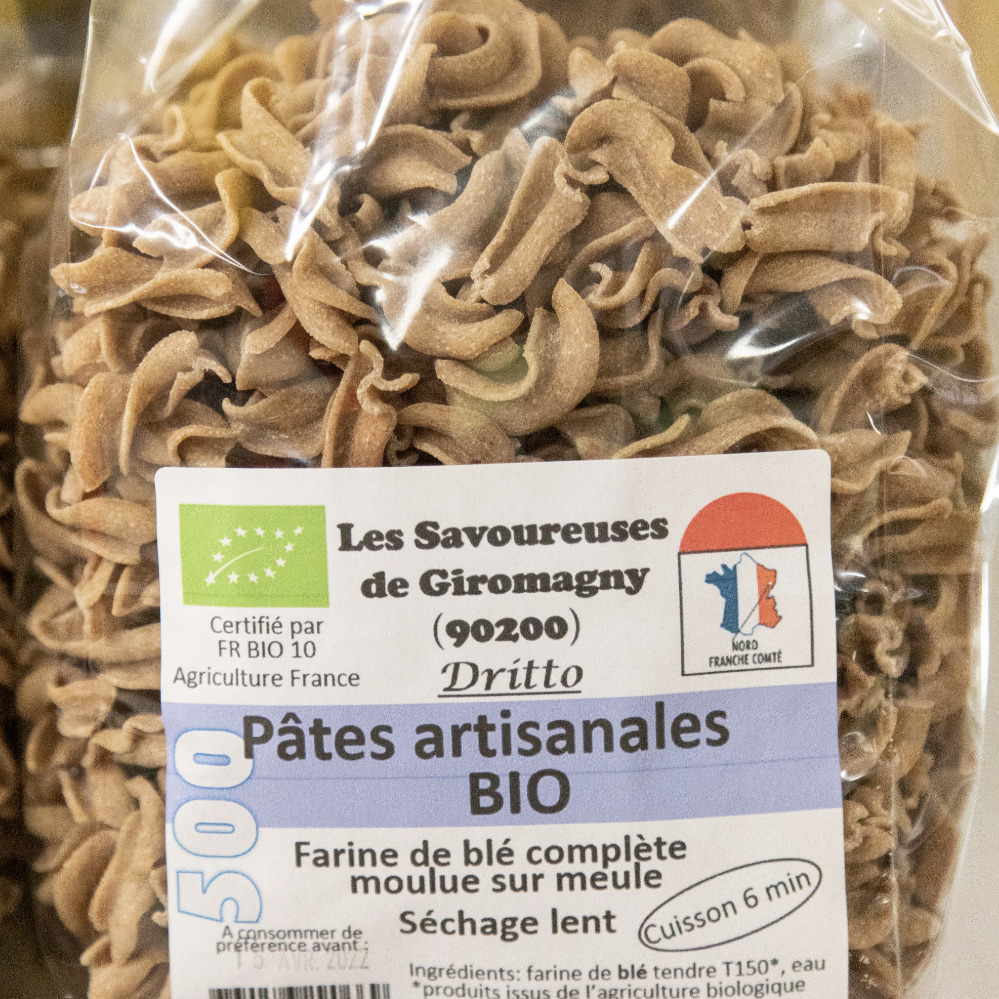 Les Savoureuses
de Giromagny
(90200)
Dritto
Certifié par
FR BIO 10
Agriculture France
NORD
FRANCHE COMTÉ
Pâtes artisanales
BIO
500
Farine de blé complète
moulue sur meule
Séchage lent
Cuisson 6 min
A consommer de
préférence avant :
15 AVR. 2022
Ingrédients: farine de blé tendre T150*, eau
*produits issus de l'agriculture biologique